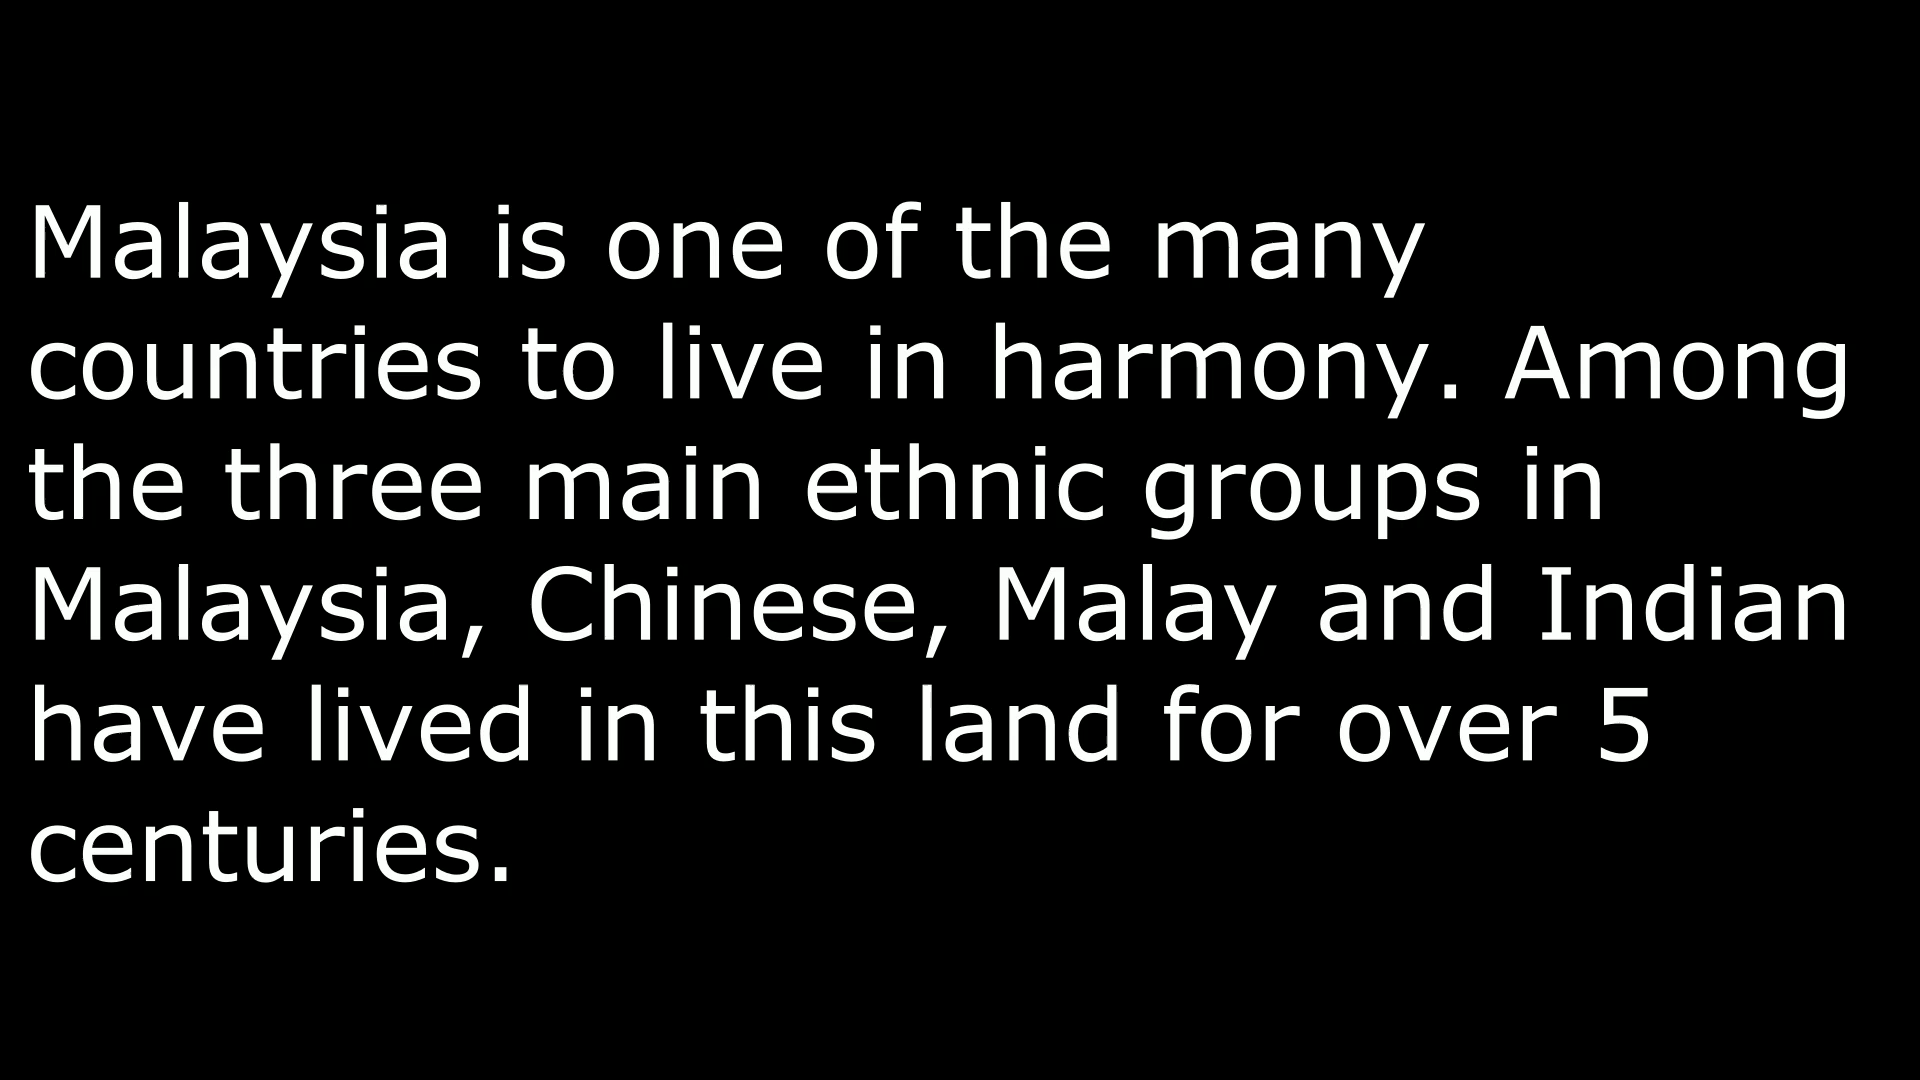 Malaysia is one of the many
countries to live in harmony. Among
the three main ethnic groups in
Malaysia, Chinese, Malay and Indian
have lived in this land for over 5
centuries.